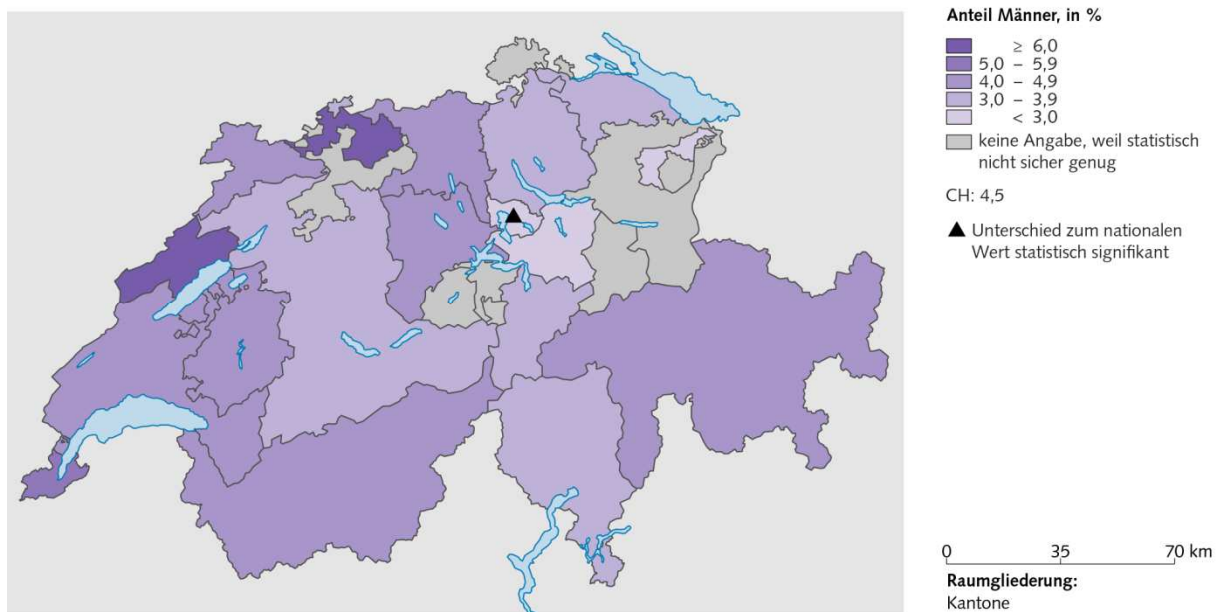 Anteil Männer, in %
≥ 6,0
5,0 – 5,9
4,0 – 4,9
3,0 – 3,9
< 3,0
keine Angabe, weil statistisch
nicht sicher genug
CH: 4,5
▲ Unterschied zum nationalen
Wert statistisch signifikant
0 35 70 km
Raumgliederung:
Kantone